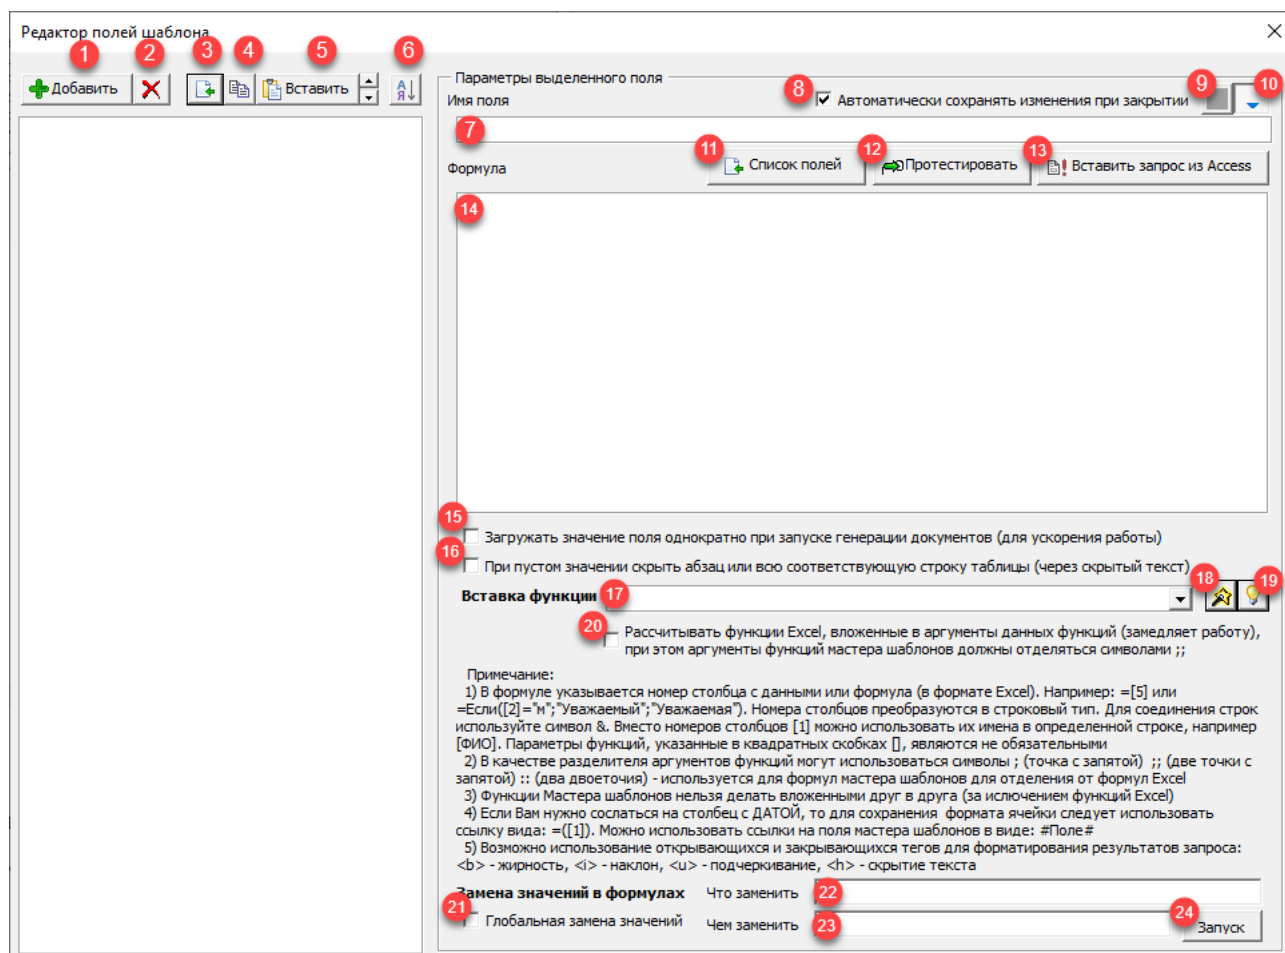 Редактор полей шаблона
1 2 3 4 5 6
Добавить Вставить
Параметры выделенного поля
Имя поля
8 Автоматически сохранять изменения при закрытии 9 10
7
11 12 13
Формула Список полей Протестировать Вставить запрос из Access
14
15 Загружать значение поля однократно при запуске генерации документов (для ускорения работы)
16 При пустом значении скрыть абзац или всю соответствующую строку таблицы (через скрытый текст)
Вставка функции 17 18 19
20 Рассчитывать функции Excel, вложенные в аргументы данных функций (замедляет работу),
при этом аргументы функций мастера шаблонов должны отделяться символами ;;
Примечание:
1) В формуле указывается номер столбца с данными или формула (в формате Excel). Например: =[5] или
=Если([2]="м";"Уважаемый";"Уважаемая"). Номера столбцов преобразуются в строковый тип. Для соединения строк
используйте символ &. Вместо номеров столбцов [1] можно использовать их имена в определенной строке, например
[ФИО]. Параметры функций, указанные в квадратных скобках [], являются не обязательными
2) В качестве разделителя аргументов функций могут использоваться символы ; (точка с запятой) ;; (две точки с
запятой) :: (два двоеточия) - используется для формул мастера шаблонов для отделения от формул Excel
3) Функции Мастера шаблонов нельзя делать вложенными друг в друга (за ислючением функций Excel)
4) Если Вам нужно сослаться на столбец с ДАТОЙ, то для сохранения формата ячейки следует использовать
ссылку вида: =([1]). Можно использовать ссылки на поля мастера шаблонов в виде: #Поле#
5) Возможно использование открывающихся и закрывающихся тегов для форматирования результатов запроса:
<b> - жирность, <i> - наклон, <u> - подчеркивание, <h> - скрытие текста
Замена значений в формулах Что заменить 22
21 Глобальная замена значений Чем заменить 23 24 Запуск